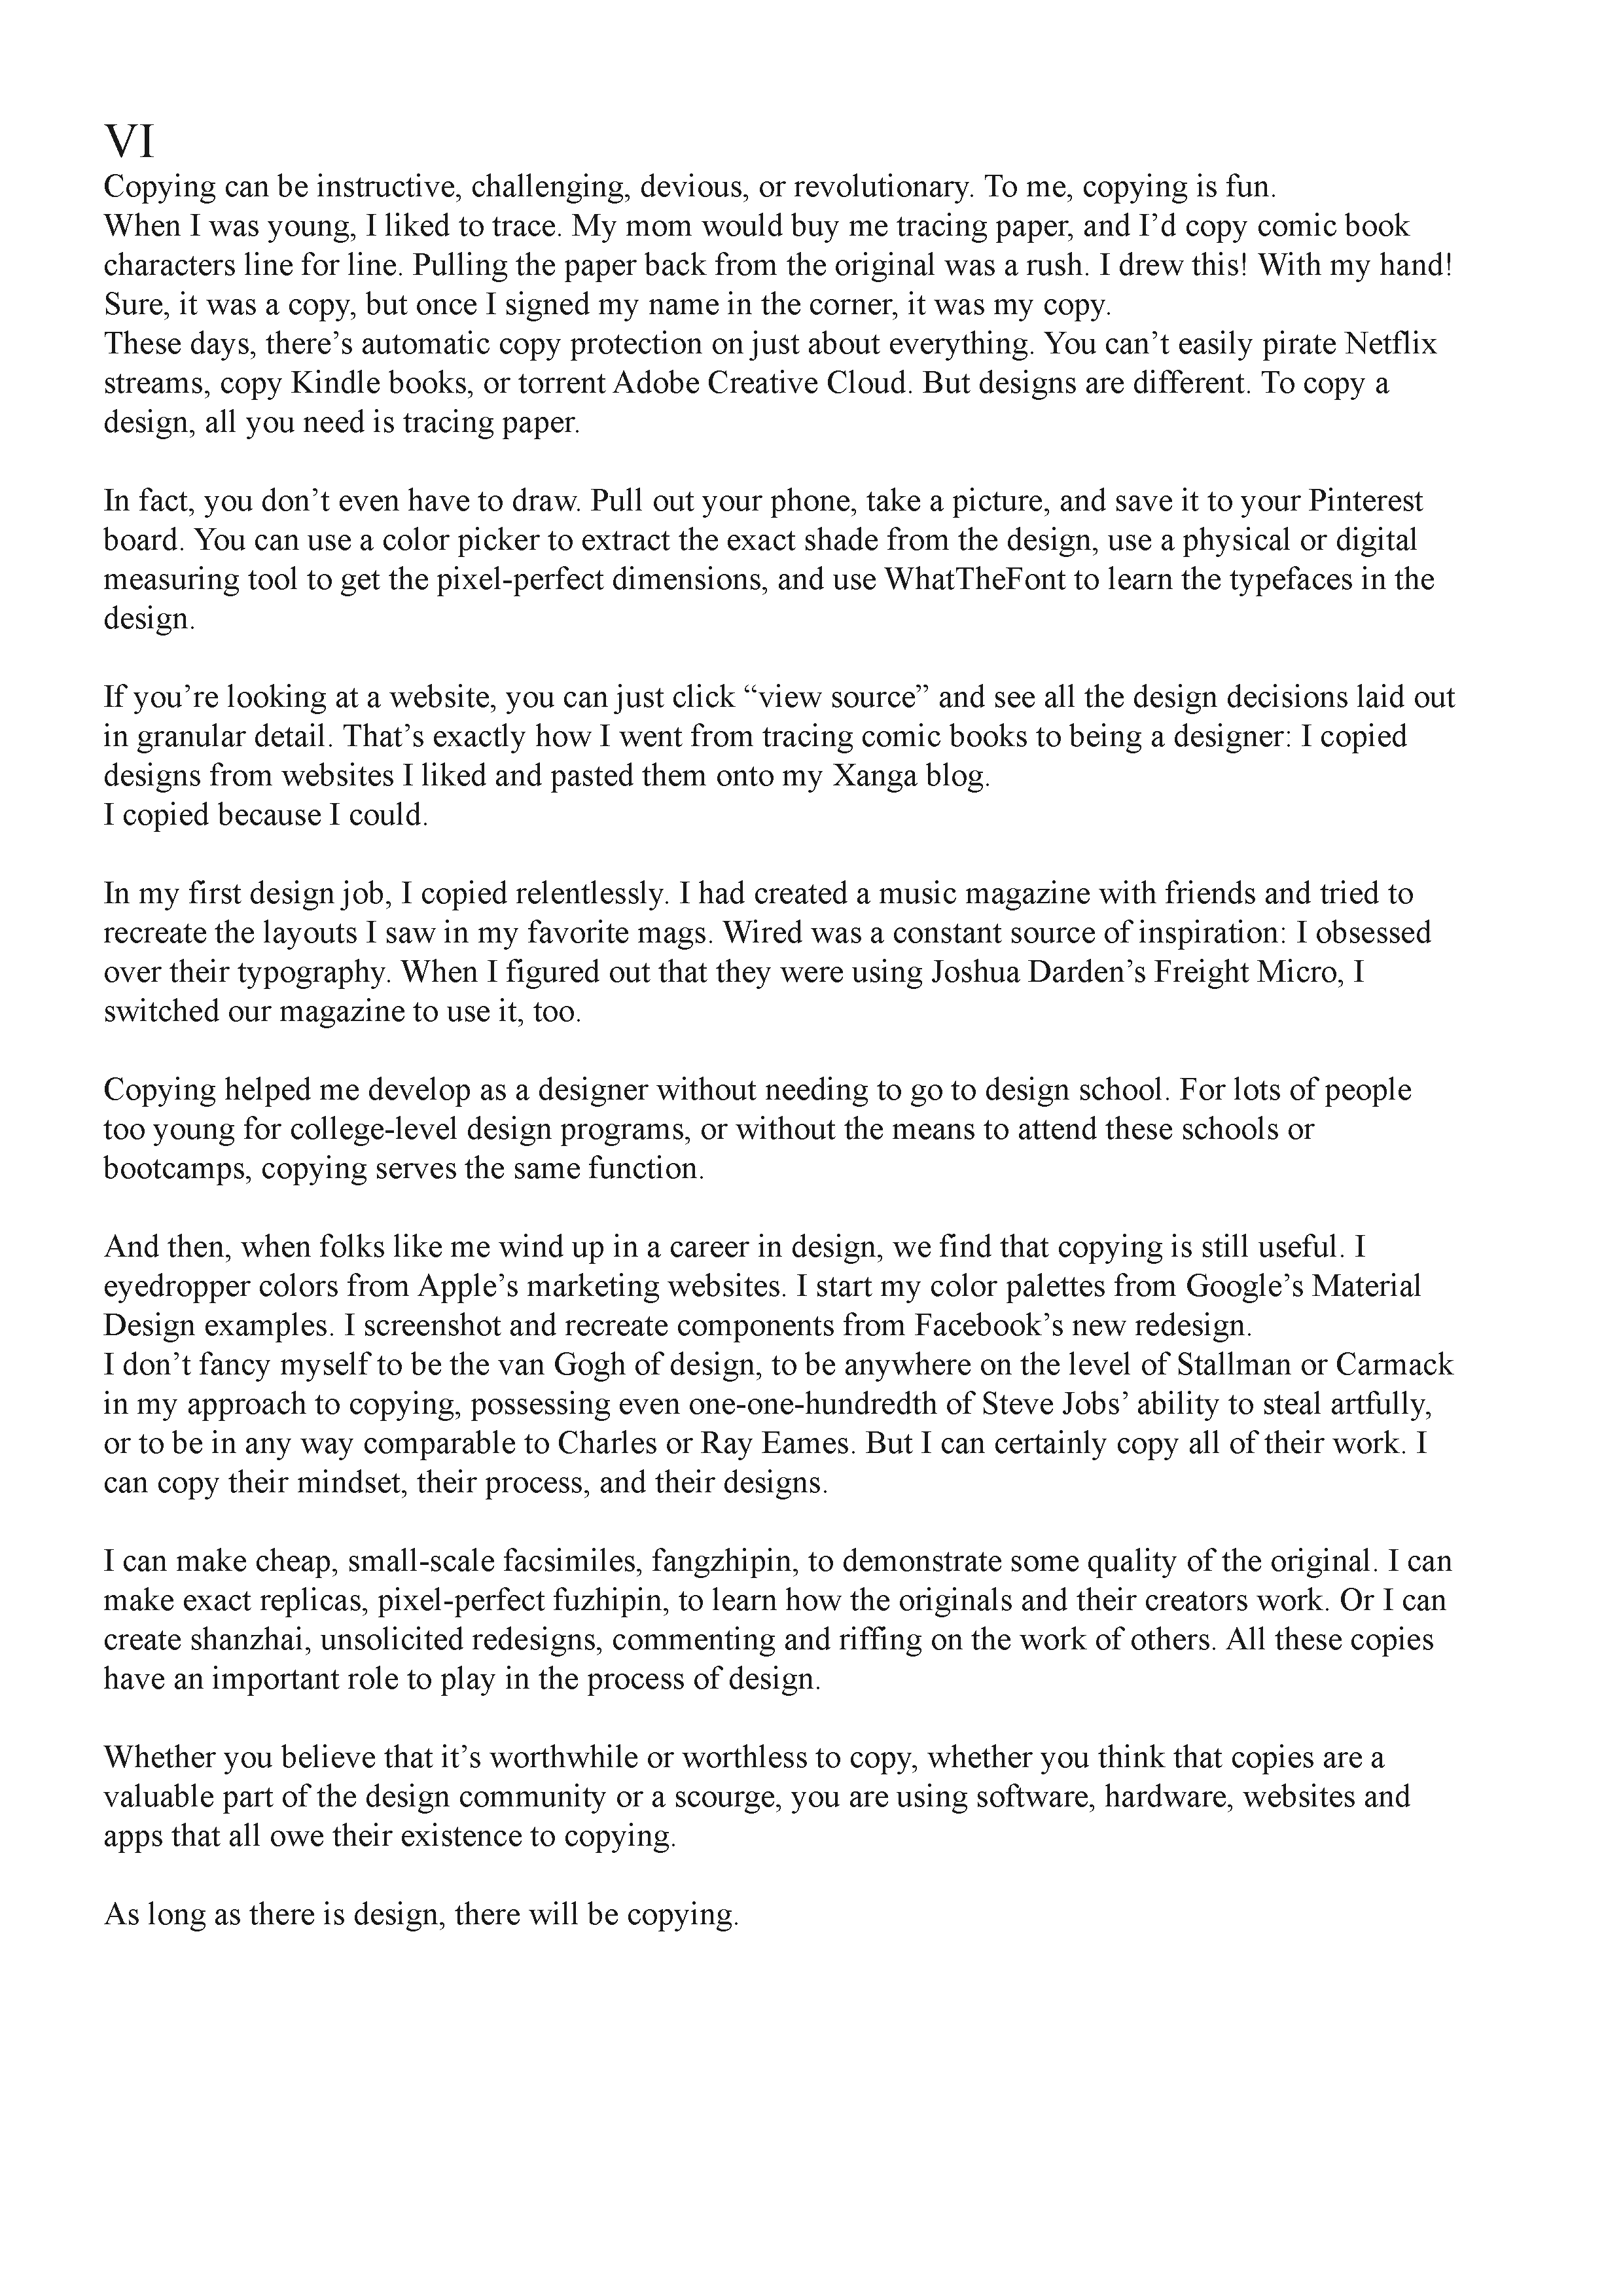 VI
Copying can be instructive, challenging, devious, or revolutionary. To me, copying is fun.
When I was young, I liked to trace. My mom would buy me tracing paper, and I’d copy comic book
characters line for line. Pulling the paper back from the original was a rush. I drew this! With my hand!
Sure, it was a copy, but once I signed my name in the corner, it was my copy.
These days, there’s automatic copy protection on just about everything. You can’t easily pirate Netflix
streams, copy Kindle books, or torrent Adobe Creative Cloud. But designs are different. To copy a
design, all you need is tracing paper.

In fact, you don’t even have to draw. Pull out your phone, take a picture, and save it to your Pinterest
board. You can use a color picker to extract the exact shade from the design, use a physical or digital
measuring tool to get the pixel-perfect dimensions, and use WhatTheFont to learn the typefaces in the
design.

If you’re looking at a website, you can just click “view source” and see all the design decisions laid out
in granular detail. That’s exactly how I went from tracing comic books to being a designer: I copied
designs from websites I liked and pasted them onto my Xanga blog.
I copied because I could.

In my first design job, I copied relentlessly. I had created a music magazine with friends and tried to
recreate the layouts I saw in my favorite mags. Wired was a constant source of inspiration: I obsessed
over their typography. When I figured out that they were using Joshua Darden’s Freight Micro, I
switched our magazine to use it, too.

Copying helped me develop as a designer without needing to go to design school. For lots of people
too young for college-level design programs, or without the means to attend these schools or
bootcamps, copying serves the same function.

And then, when folks like me wind up in a career in design, we find that copying is still useful. I
eyedropper colors from Apple’s marketing websites. I start my color palettes from Google’s Material
Design examples. I screenshot and recreate components from Facebook’s new redesign.
I don’t fancy myself to be the van Gogh of design, to be anywhere on the level of Stallman or Carmack
in my approach to copying, possessing even one-one-hundredth of Steve Jobs’ ability to steal artfully,
or to be in any way comparable to Charles or Ray Eames. But I can certainly copy all of their work. I
can copy their mindset, their process, and their designs.

I can make cheap, small-scale facsimiles, fangzhipin, to demonstrate some quality of the original. I can
make exact replicas, pixel-perfect fuzhipin, to learn how the originals and their creators work. Or I can
create shanzhai, unsolicited redesigns, commenting and riffing on the work of others. All these copies
have an important role to play in the process of design.

Whether you believe that it’s worthwhile or worthless to copy, whether you think that copies are a
valuable part of the design community or a scourge, you are using software, hardware, websites and
apps that all owe their existence to copying.

As long as there is design, there will be copying.